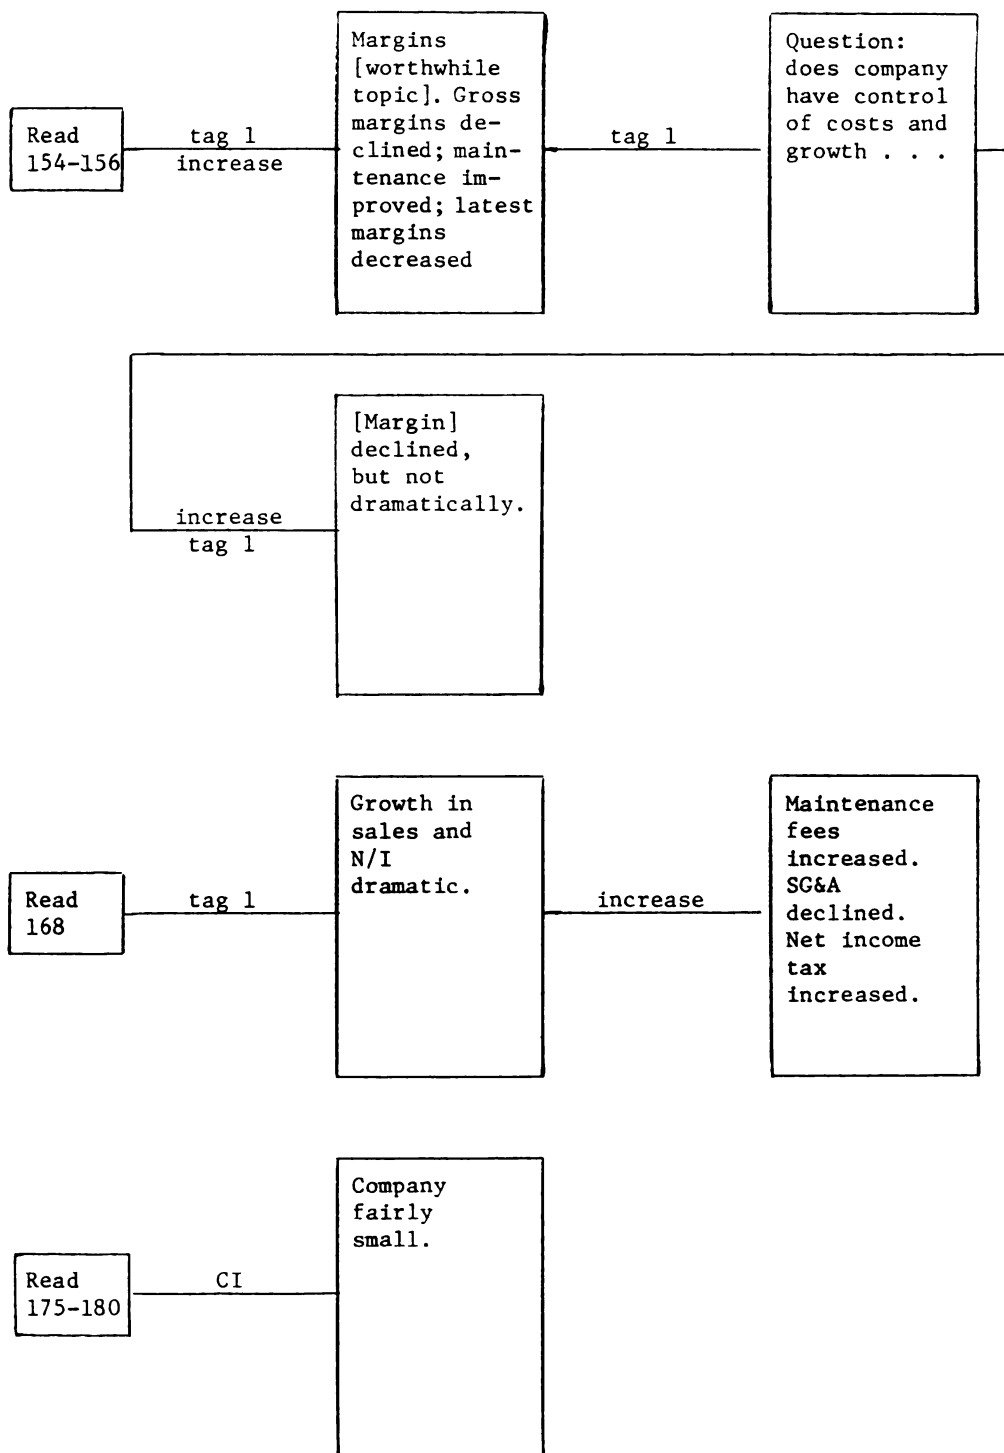 Read
154-156
tag 1
increase
Margins
[worthwhile
topic]. Gross
margins de-
clined; main-
tenance im-
proved; latest
margins
decreased
tag 1
Question:
does company
have control
of costs and
growth . . .
increase
tag 1
[Margin]
declined,
but not
dramatically.
Read
168
tag 1
Growth in
sales and
N/I
dramatic.
increase
Maintenance
fees
increased.
SG&A
declined.
Net income
tax
increased.
Read
175-180
CI
Company
fairly
small.